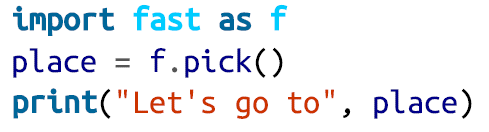 import fast as f
place = f.pick()
print("Let's go to", place)